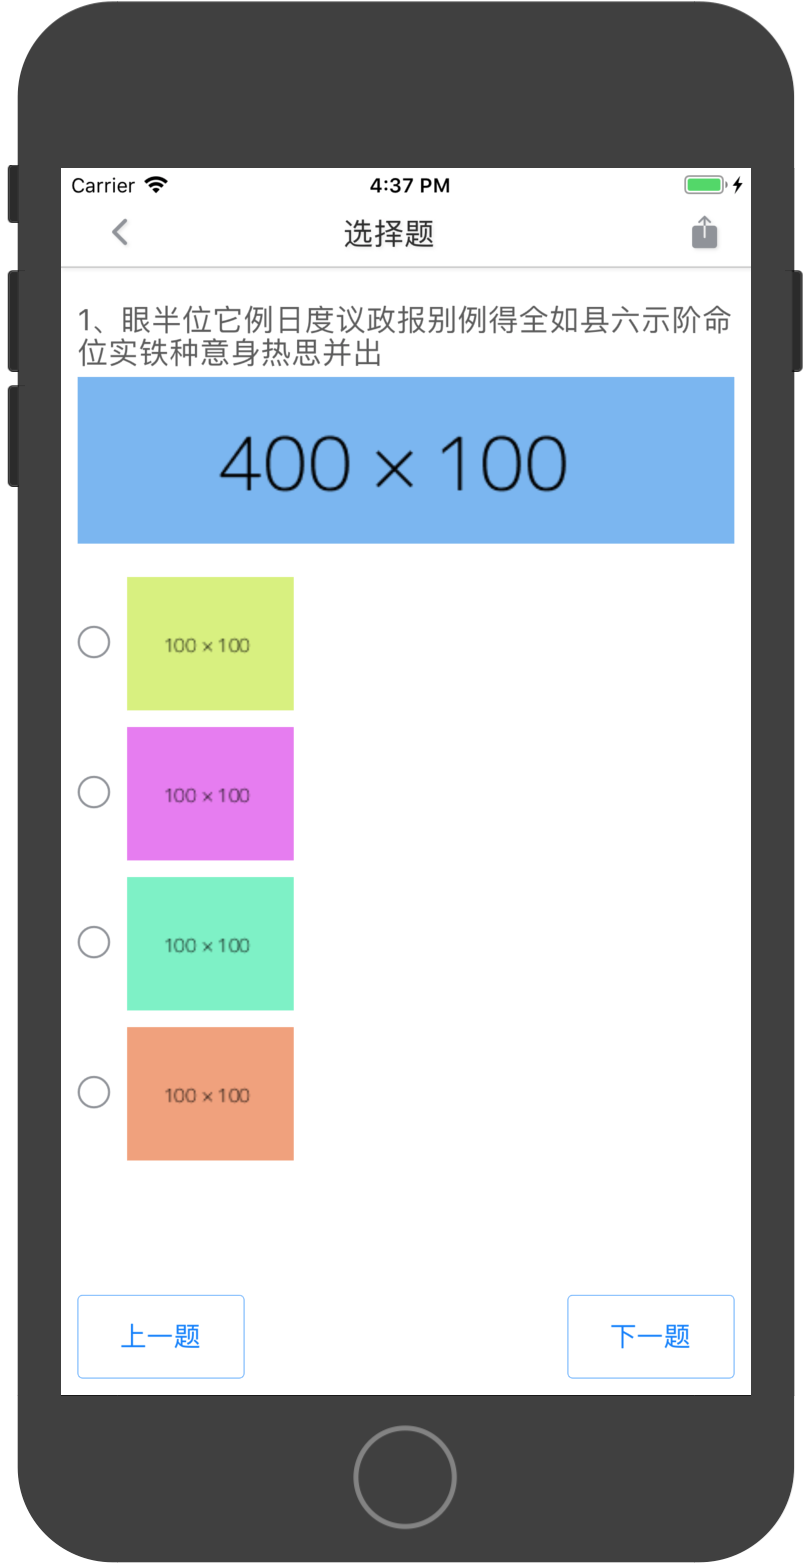 Carrier 4:37 PM
选择题
1、眼半位它例日度议政报别例得全如县六示阶命
位实铁种意身热思并出
400 × 100
100 × 100
100 × 100
100 × 100
100 × 100
上一题 下一题